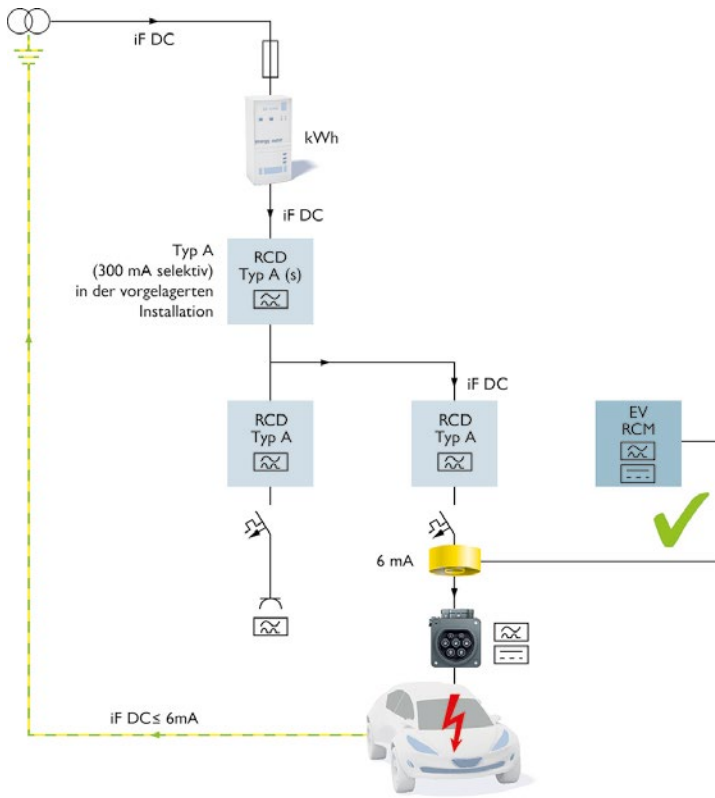 iF DC
kWh
iF DC
Typ A
(300 mA selektiv)
in der vorgelagerten
Installation
RCD
Typ A (s)
iF DC
RCD
Typ A
RCD
Typ A
EV
RCM
6 mA
iF DC≤ 6mA